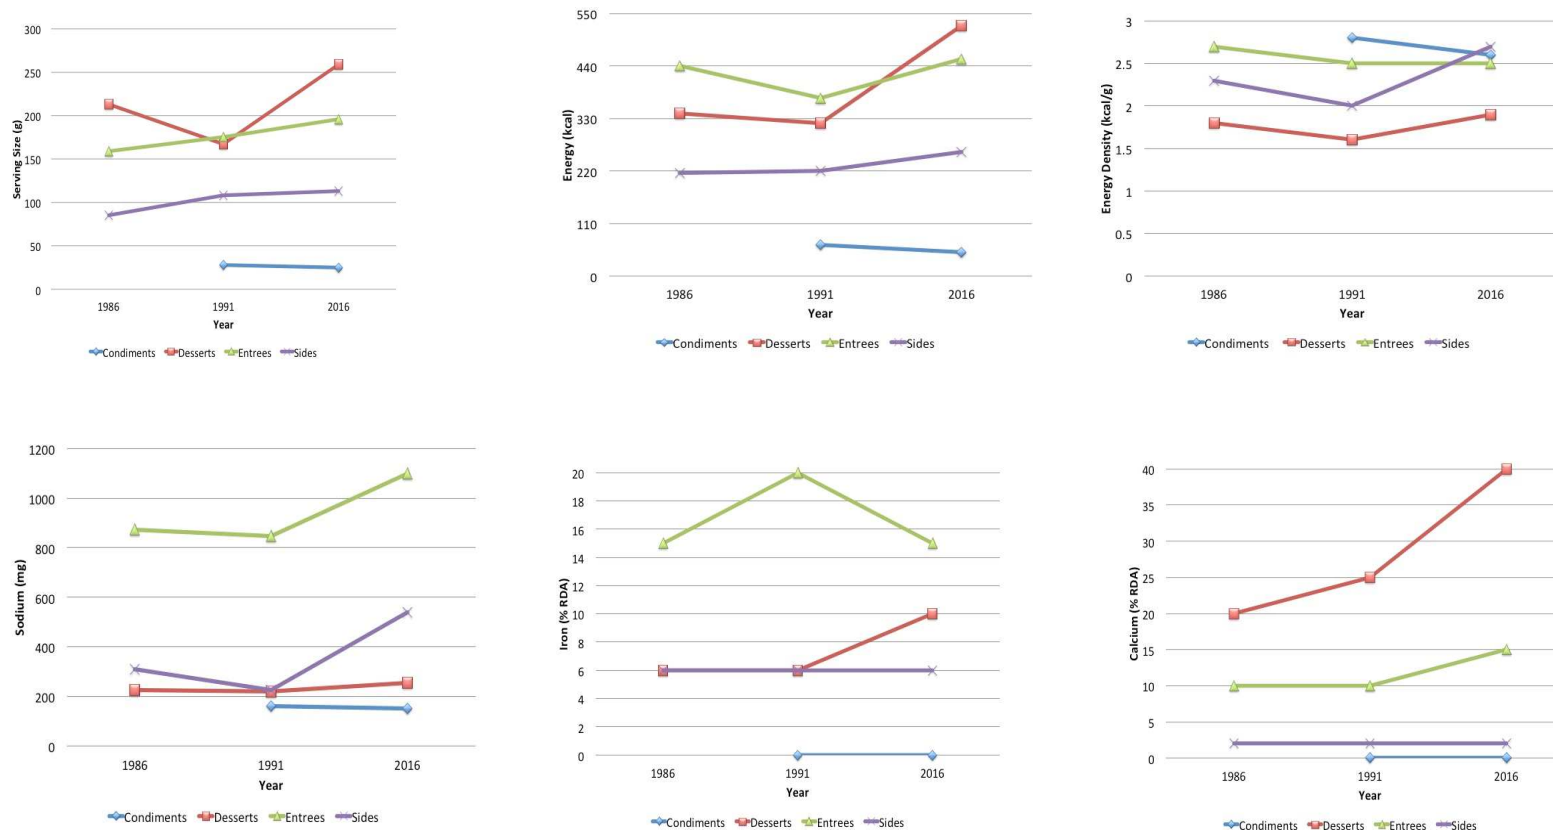 300
250
200
150
100
50
0
Serving Size (g)
1986 1991 2016
Year
Condiments Desserts Entrees Sides
550
440
330
220
110
0
Energy (kcal)
1986 1991 2016
Year
Condiments Desserts Entrees Sides
3
2.5
2
1.5
1
0.5
0
Energy Density (kcal/g)
1986 1991 2016
Year
Condiments Desserts Entrees Sides
1200
1000
800
600
400
200
0
Sodium (mg)
1986 1991 2016
Year
Condiments Desserts Entrees Sides
20
18
16
14
12
10
8
6
4
2
0
Iron (% RDA)
1986 1991 2016
Year
Condiments Desserts Entrees Sides
40
35
30
25
20
15
10
5
0
Calcium (% RDA)
1986 1991 2016
Year
Condiments Desserts Entrees Sides